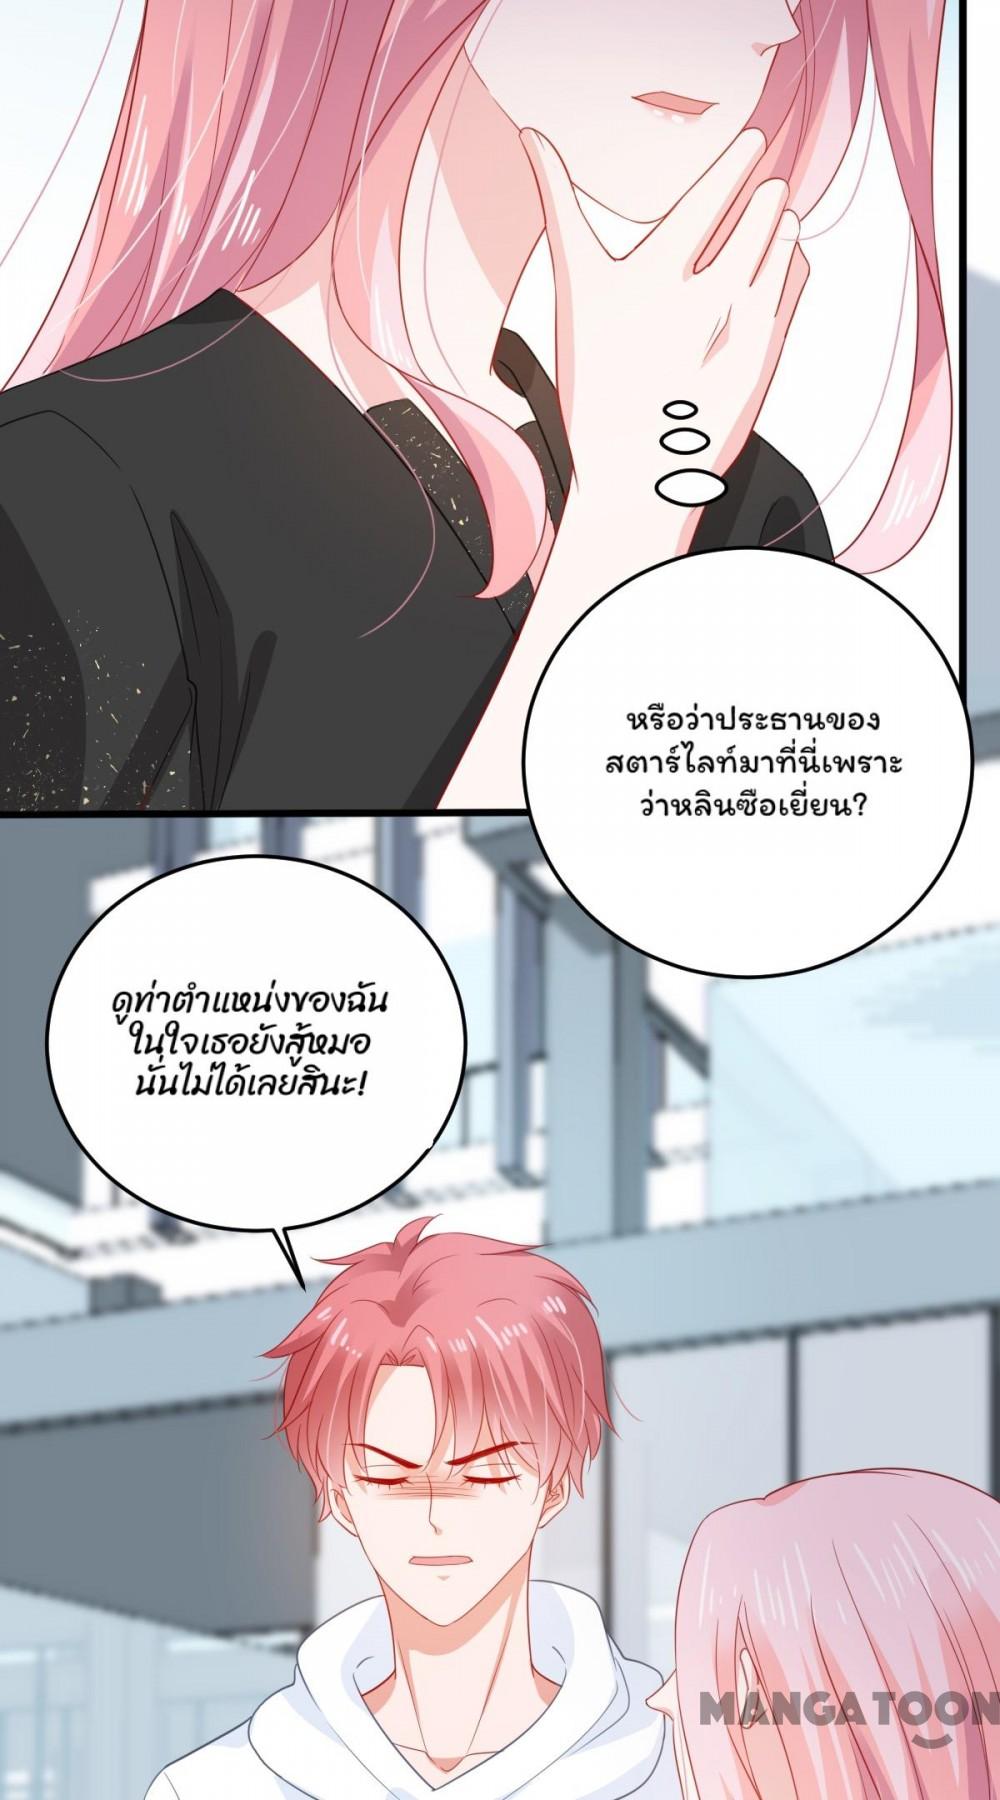 หรือว่าประธานของ
สตาร์ไลท์มาที่นี่เพราะ
ว่าหลินซือเยี่ยน?
ดูท่าตำแหน่งของฉัน
ในใจเธอยังสู้หมอ
นั่นไม่ได้เลยสินะ!
MANGATOON